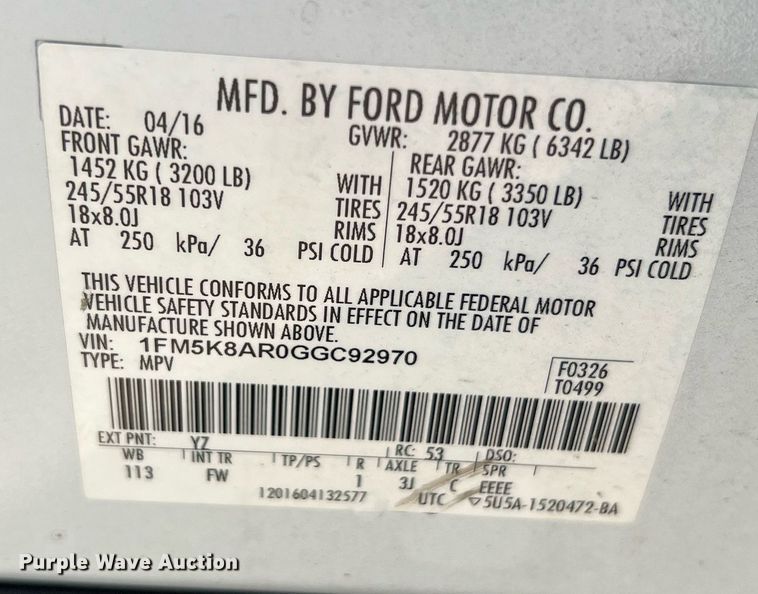 MFD. BY FORD MOTOR CO.
DATE: 04/16 GVWR: 2877 KG ( 6342 LB)
FRONT GAWR: REAR GAWR:
1452 KG ( 3200 LB) WITH 1520 KG ( 3350 LB) WITH
245/55R18 103V TIRES 245/55R18 103V TIRES
18x8.0J RIMS 18x8.0J RIMS
AT 250 kPa/ 36 PSI COLD AT 250 kPa/ 36 PSI COLD
THIS VEHICLE CONFORMS TO ALL APPLICABLE FEDERAL MOTOR
VEHICLE SAFETY STANDARDS IN EFFECT ON THE DATE OF
MANUFACTURE SHOWN ABOVE.
VIN: 1FM5K8AR0GGC92970
TYPE: MPV
F0326
T0499
EXT PNT: YZ RC: 53 DSO:
WB INT TR TP/PS R AXLE TR SPR
113 FW 1 3J C EEEE
1201604132577 UTC ▽5U5A-1520472-BA
Purple Wave Auction